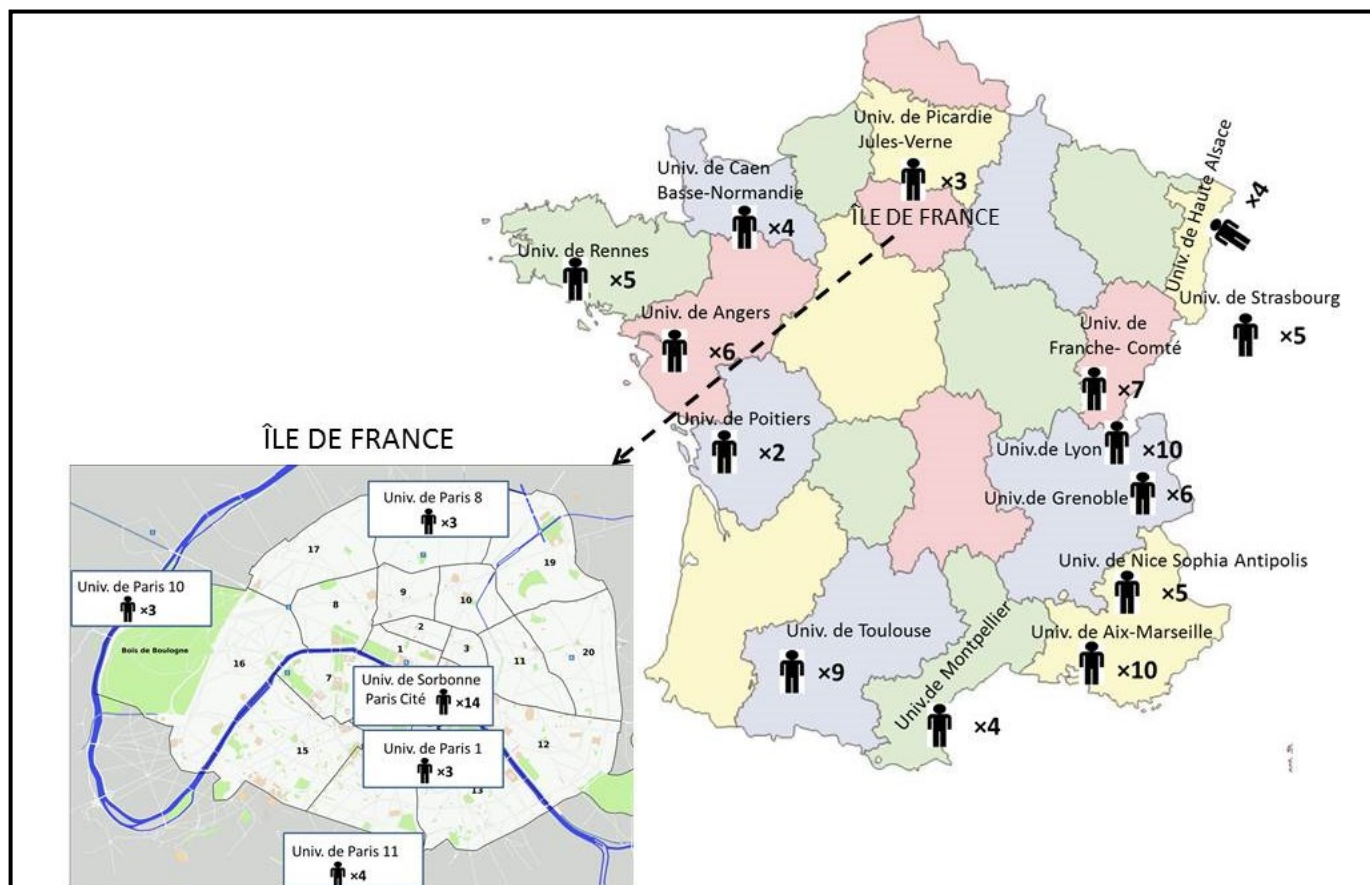 Univ. de Picardie
Jules-Verne
×3
Univ. de Caen
Basse-Normandie
×4
ÎLE DE FRANCE
Univ. de Haute Alsace
×4
Univ. de Rennes
×5
Univ. de Strasbourg
×5
Univ. de Angers
×6
Univ. de
Franche- Comté
×7
Univ. de Poitiers
×2
Univ.de Lyon
×10
Univ.de Grenoble
×6
Univ. de Nice Sophia Antipolis
×5
Univ. de Toulouse
×9
Univ.de Montpellier
×4
Univ. de Aix-Marseille
×10
ÎLE DE FRANCE
Univ. de Paris 8
×3
17
19
Univ. de Paris 10
×3
8
9
10
2
1
3
11
20
Bois de Boulogne
16
7
Univ. de Sorbonne
Paris Cité ×14
15
12
Univ. de Paris 1
×3
13
Univ. de Paris 11
×4